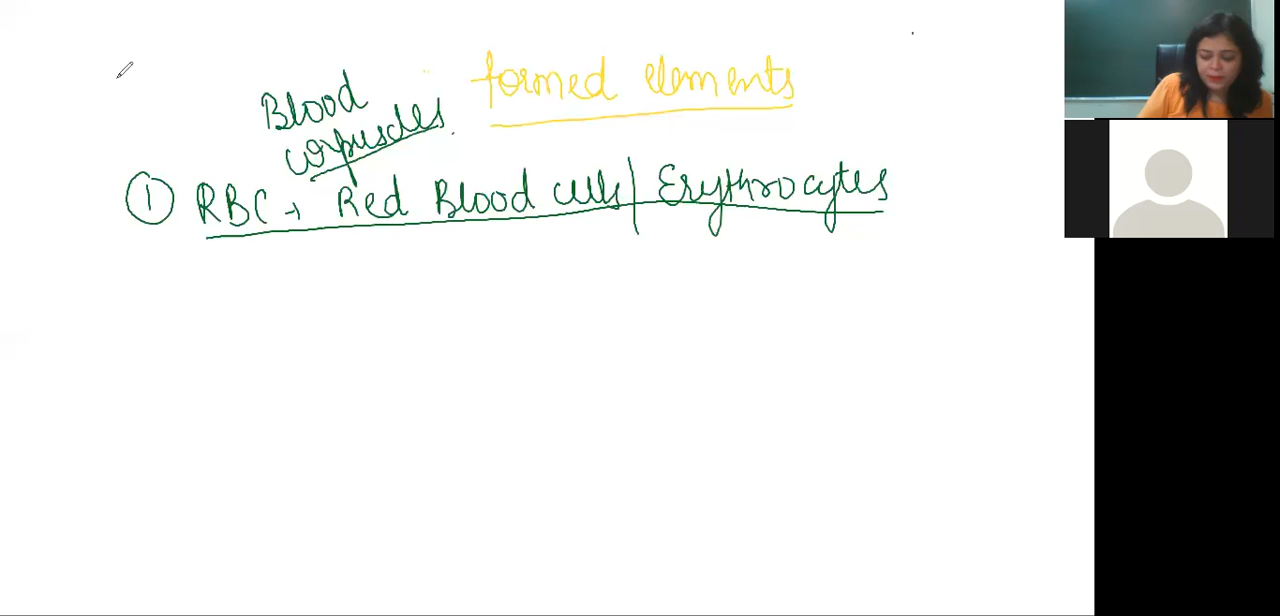 formed elements
Blood
corpuscles.
① RBC → Red Blood cells | Erythrocytes